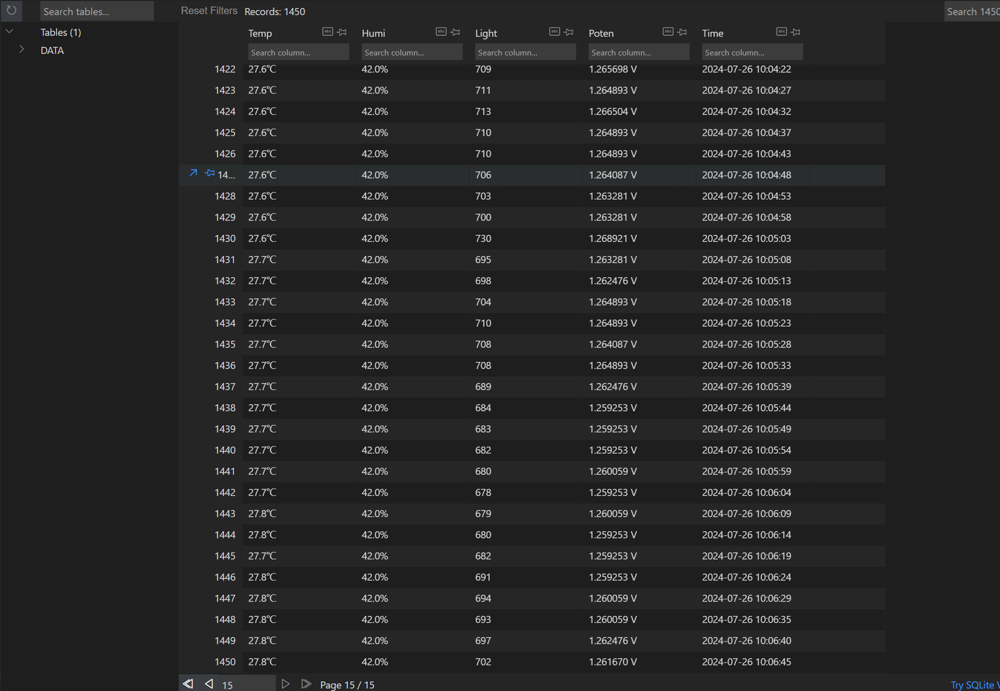 Search tables...
Reset Filters Records: 1450
Search 1450
Tables (1)
DATA
Temp Humi Light Poten Time
Search column... Search column... Search column... Search column... Search column...
1422 27.6℃ 42.0% 709 1.265698 V 2024-07-26 10:04:22
1423 27.6℃ 42.0% 711 1.264893 V 2024-07-26 10:04:27
1424 27.6℃ 42.0% 713 1.266504 V 2024-07-26 10:04:32
1425 27.6℃ 42.0% 710 1.264893 V 2024-07-26 10:04:37
1426 27.6℃ 42.0% 710 1.264893 V 2024-07-26 10:04:43
14... 27.6℃ 42.0% 706 1.264087 V 2024-07-26 10:04:48
1428 27.6℃ 42.0% 703 1.263281 V 2024-07-26 10:04:53
1429 27.6℃ 42.0% 700 1.263281 V 2024-07-26 10:04:58
1430 27.6℃ 42.0% 730 1.268921 V 2024-07-26 10:05:03
1431 27.7℃ 42.0% 695 1.263281 V 2024-07-26 10:05:08
1432 27.7℃ 42.0% 698 1.262476 V 2024-07-26 10:05:13
1433 27.7℃ 42.0% 704 1.264893 V 2024-07-26 10:05:18
1434 27.7℃ 42.0% 710 1.264893 V 2024-07-26 10:05:23
1435 27.7℃ 42.0% 708 1.264087 V 2024-07-26 10:05:28
1436 27.7℃ 42.0% 708 1.264893 V 2024-07-26 10:05:33
1437 27.7℃ 42.0% 689 1.262476 V 2024-07-26 10:05:39
1438 27.7℃ 42.0% 684 1.259253 V 2024-07-26 10:05:44
1439 27.7℃ 42.0% 683 1.259253 V 2024-07-26 10:05:49
1440 27.7℃ 42.0% 682 1.259253 V 2024-07-26 10:05:54
1441 27.7℃ 42.0% 680 1.260059 V 2024-07-26 10:05:59
1442 27.7℃ 42.0% 678 1.259253 V 2024-07-26 10:06:04
1443 27.8℃ 42.0% 679 1.260059 V 2024-07-26 10:06:09
1444 27.8℃ 42.0% 680 1.259253 V 2024-07-26 10:06:14
1445 27.7℃ 42.0% 682 1.259253 V 2024-07-26 10:06:19
1446 27.8℃ 42.0% 691 1.259253 V 2024-07-26 10:06:24
1447 27.8℃ 42.0% 694 1.260059 V 2024-07-26 10:06:29
1448 27.8℃ 42.0% 693 1.260059 V 2024-07-26 10:06:35
1449 27.8℃ 42.0% 697 1.262476 V 2024-07-26 10:06:40
1450 27.8℃ 42.0% 702 1.261670 V 2024-07-26 10:06:45
15 Page 15 / 15
Try SQLite